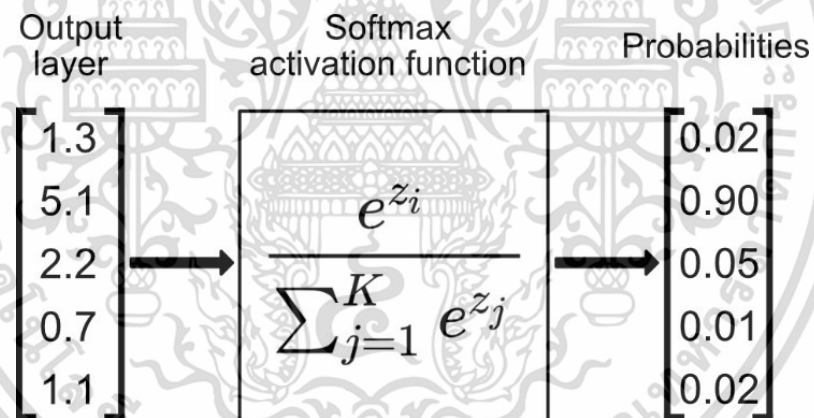 Output
layer
Softmax
activation function
Probabilities
1.3
5.1
2.2
0.7
1.1
e^{z_i}
∑_{j=1}^{K} e^{z_j}
0.02
0.90
0.05
0.01
0.02